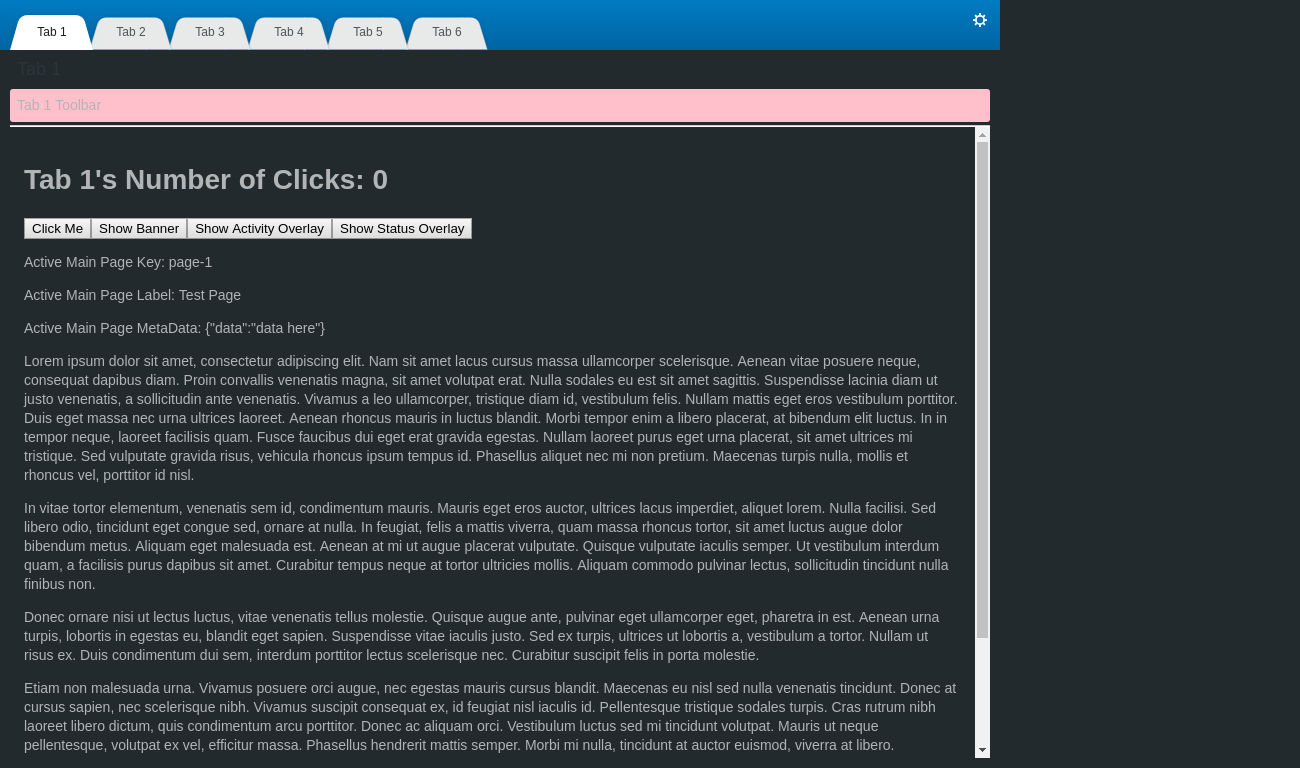 Tab 1 Tab 2 Tab 3 Tab 4 Tab 5 Tab 6
Tab 1
Tab 1 Toolbar
Tab 1's Number of Clicks: 0
Click Me Show Banner Show Activity Overlay Show Status Overlay
Active Main Page Key: page-1
Active Main Page Label: Test Page
Active Main Page MetaData: {"data":"data here"}
Lorem ipsum dolor sit amet, consectetur adipiscing elit. Nam sit amet lacus cursus massa ullamcorper scelerisque. Aenean vitae posuere neque,
consequat dapibus diam. Proin convallis venenatis magna, sit amet volutpat erat. Nulla sodales eu est sit amet sagittis. Suspendisse lacinia diam ut
justo venenatis, a sollicitudin ante venenatis. Vivamus a leo ullamcorper, tristique diam id, vestibulum felis. Nullam mattis eget eros vestibulum porttitor.
Duis eget massa nec urna ultrices laoreet. Aenean rhoncus mauris in luctus blandit. Morbi tempor enim a libero placerat, at bibendum elit luctus. In in
tempor neque, laoreet facilisis quam. Fusce faucibus dui eget erat gravida egestas. Nullam laoreet purus eget urna placerat, sit amet ultrices mi
tristique. Sed vulputate gravida risus, vehicula rhoncus ipsum tempus id. Phasellus aliquet nec mi non pretium. Maecenas turpis nulla, mollis et
rhoncus vel, porttitor id nisl.
In vitae tortor elementum, venenatis sem id, condimentum mauris. Mauris eget eros auctor, ultrices lacus imperdiet, aliquet lorem. Nulla facilisi. Sed
libero odio, tincidunt eget congue sed, ornare at nulla. In feugiat, felis a mattis viverra, quam massa rhoncus tortor, sit amet luctus augue dolor
bibendum metus. Aliquam eget malesuada est. Aenean at mi ut augue placerat vulputate. Quisque vulputate iaculis semper. Ut vestibulum interdum
quam, a facilisis purus dapibus sit amet. Curabitur tempus neque at tortor ultricies mollis. Aliquam commodo pulvinar lectus, sollicitudin tincidunt nulla
finibus non.
Donec ornare nisi ut lectus luctus, vitae venenatis tellus molestie. Quisque augue ante, pulvinar eget ullamcorper eget, pharetra in est. Aenean urna
turpis, lobortis in egestas eu, blandit eget sapien. Suspendisse vitae iaculis justo. Sed ex turpis, ultrices ut lobortis a, vestibulum a tortor. Nullam ut
risus ex. Duis condimentum dui sem, interdum porttitor lectus scelerisque nec. Curabitur suscipit felis in porta molestie.
Etiam non malesuada urna. Vivamus posuere orci augue, nec egestas mauris cursus blandit. Maecenas eu nisl sed nulla venenatis tincidunt. Donec at
cursus sapien, nec scelerisque nibh. Vivamus suscipit consequat ex, id feugiat nisl iaculis id. Pellentesque tristique sodales turpis. Cras rutrum nibh
laoreet libero dictum, quis condimentum arcu porttitor. Donec ac aliquam orci. Vestibulum luctus sed mi tincidunt volutpat. Mauris ut neque
pellentesque, volutpat ex vel, efficitur massa. Phasellus hendrerit mattis semper. Morbi mi nulla, tincidunt at auctor euismod, viverra at libero.